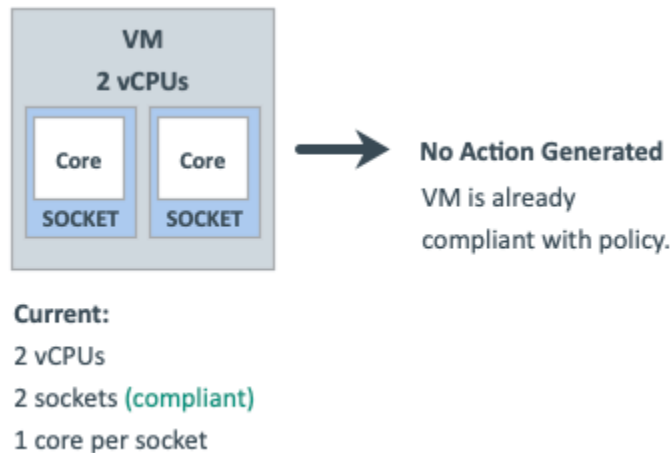 VM
2 vCPUs
Core Core
SOCKET SOCKET
No Action Generated
VM is already
compliant with policy.
Current:
2 vCPUs
2 sockets (compliant)
1 core per socket